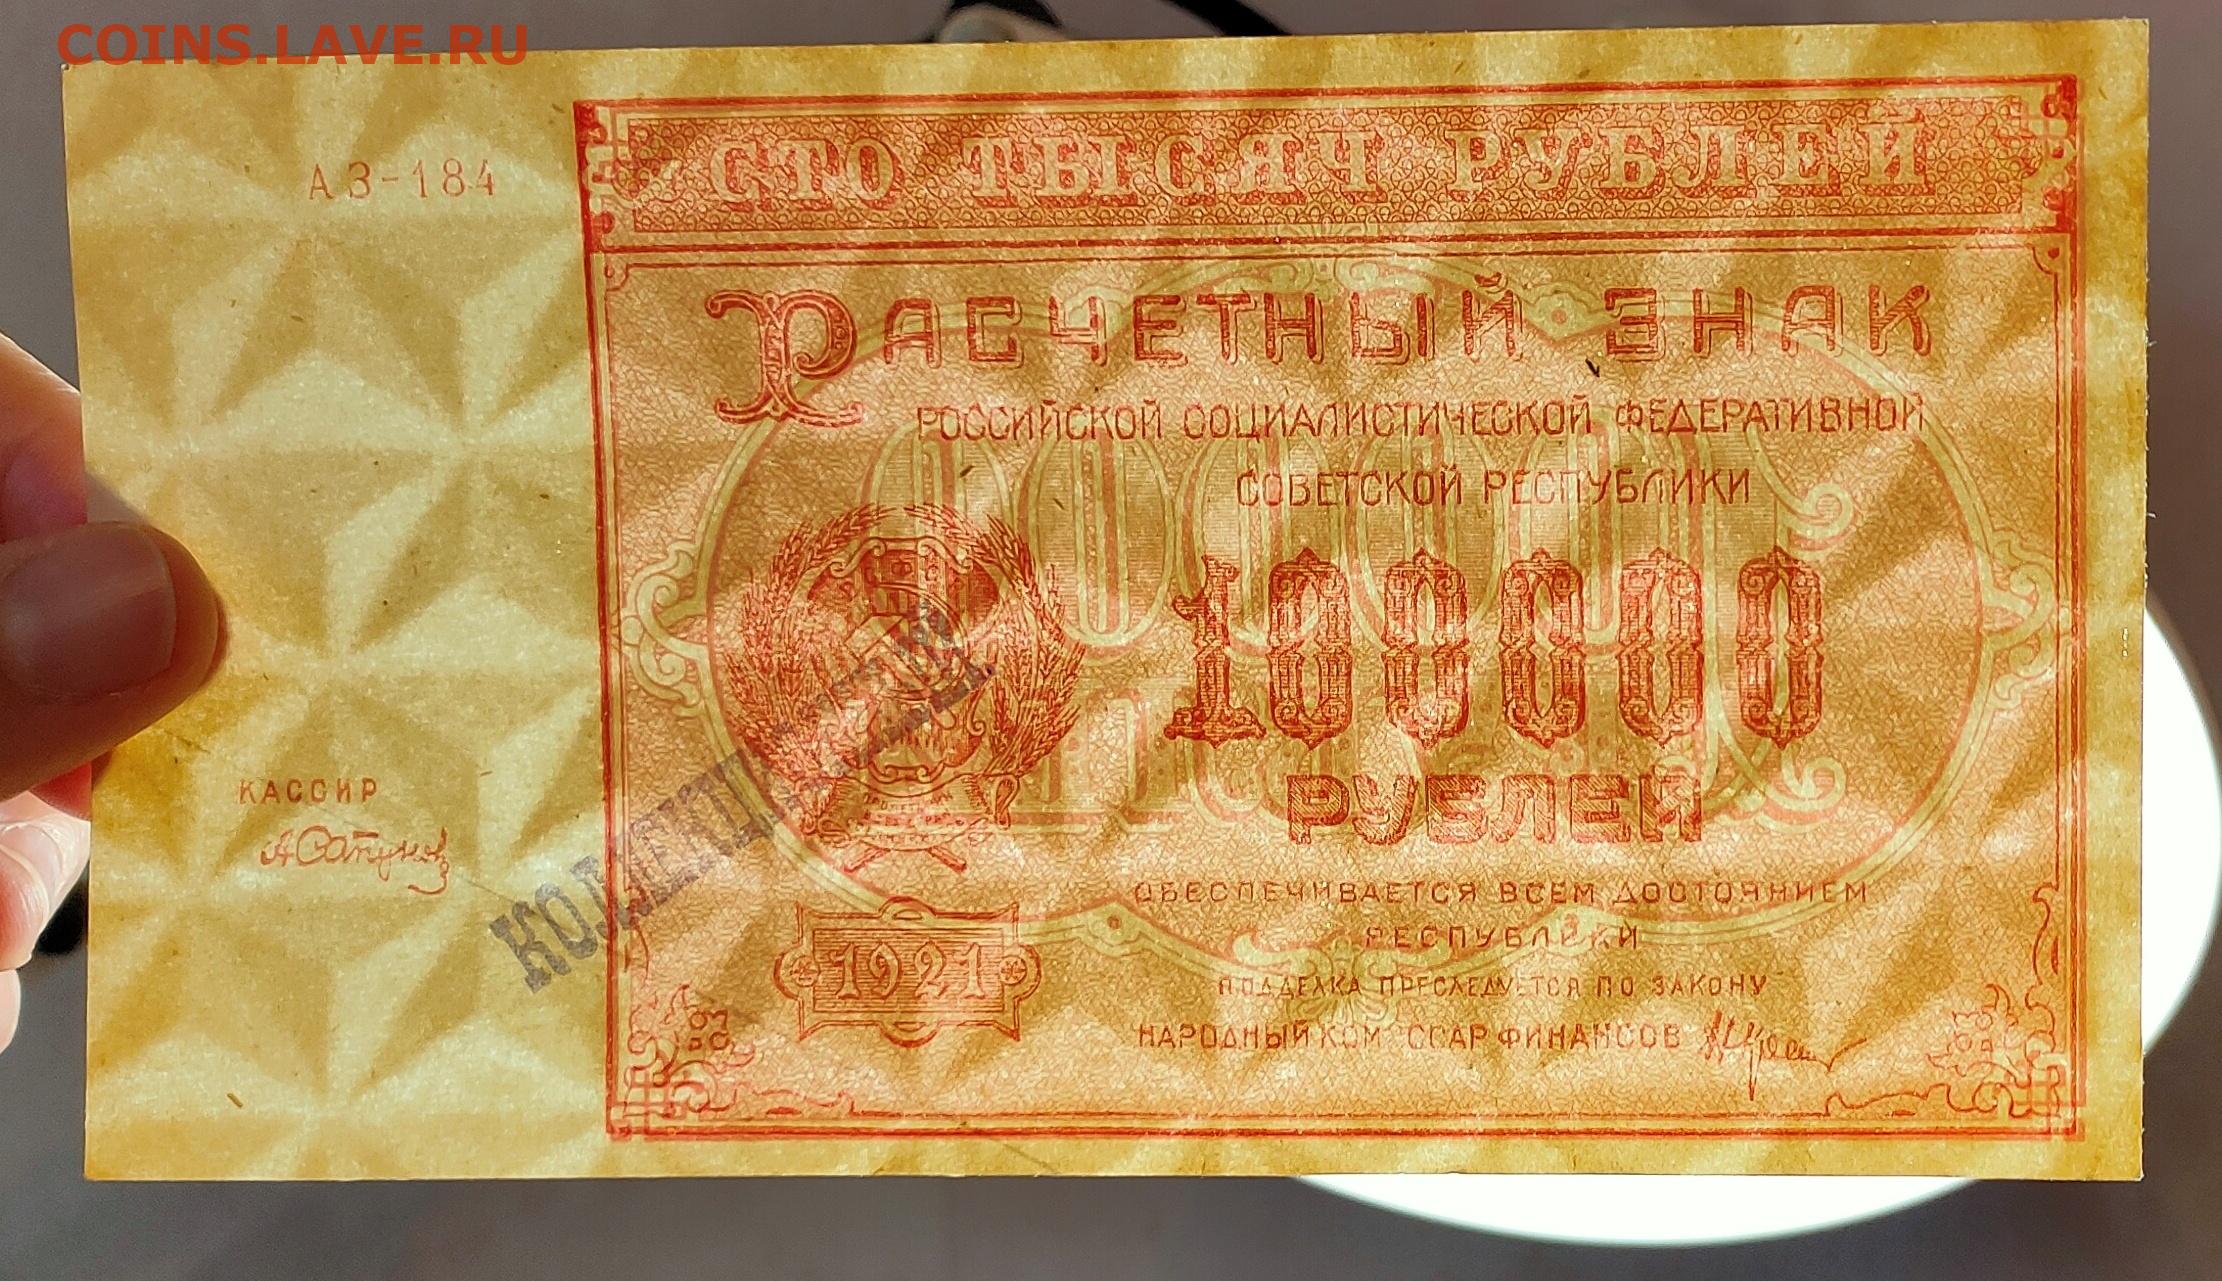 COINS.LAVE.RU
АЗ-184
СТО ТЫСЯЧ РУБЛЕЙ
РАСЧЕТНЫЙ ЗНАК
РОССИЙСКОЙ СОЦИАЛИСТИЧЕСКОЙ ФЕДЕРАТИВНОЙ
СОВЕТСКОЙ РЕСПУБЛИКИ
100000
РУБЛЕЙ
КАССИР
ОБЕСПЕЧИВАЕТСЯ ВСЕМ ДОСТОЯНИЕМ
РЕСПУБЛИКИ
1921
ПОДДЕЛКА ПРЕСЛЕДУЕТСЯ ПО ЗАКОНУ
НАРОДНЫЙ КОМИССАР ФИНАНСОВ